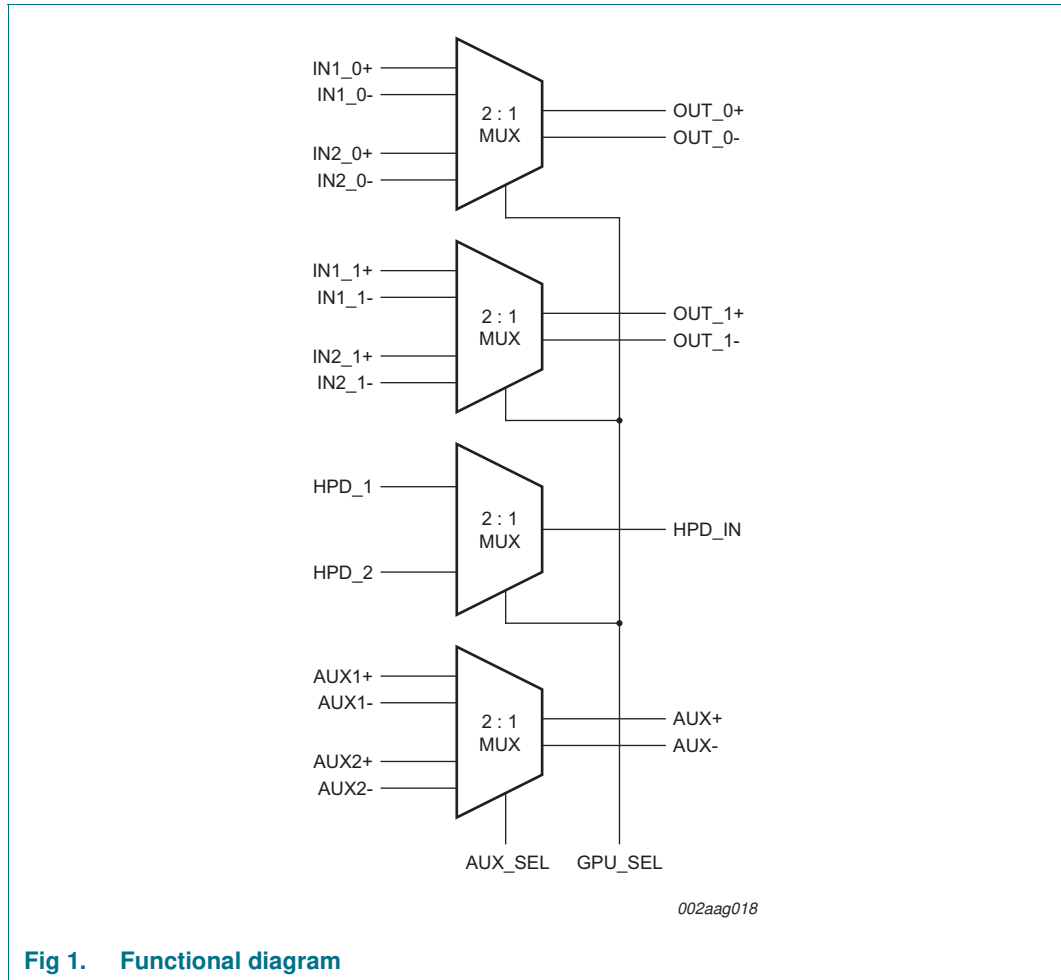 IN1_0+
IN1_0-
2 : 1
MUX
OUT_0+
OUT_0-
IN2_0+
IN2_0-
IN1_1+
IN1_1-
2 : 1
MUX
OUT_1+
OUT_1-
IN2_1+
IN2_1-
HPD_1
2 : 1
MUX
HPD_IN
HPD_2
AUX1+
AUX1-
2 : 1
MUX
AUX+
AUX-
AUX2+
AUX2-
AUX_SEL GPU_SEL
002aag018
Fig 1. Functional diagram